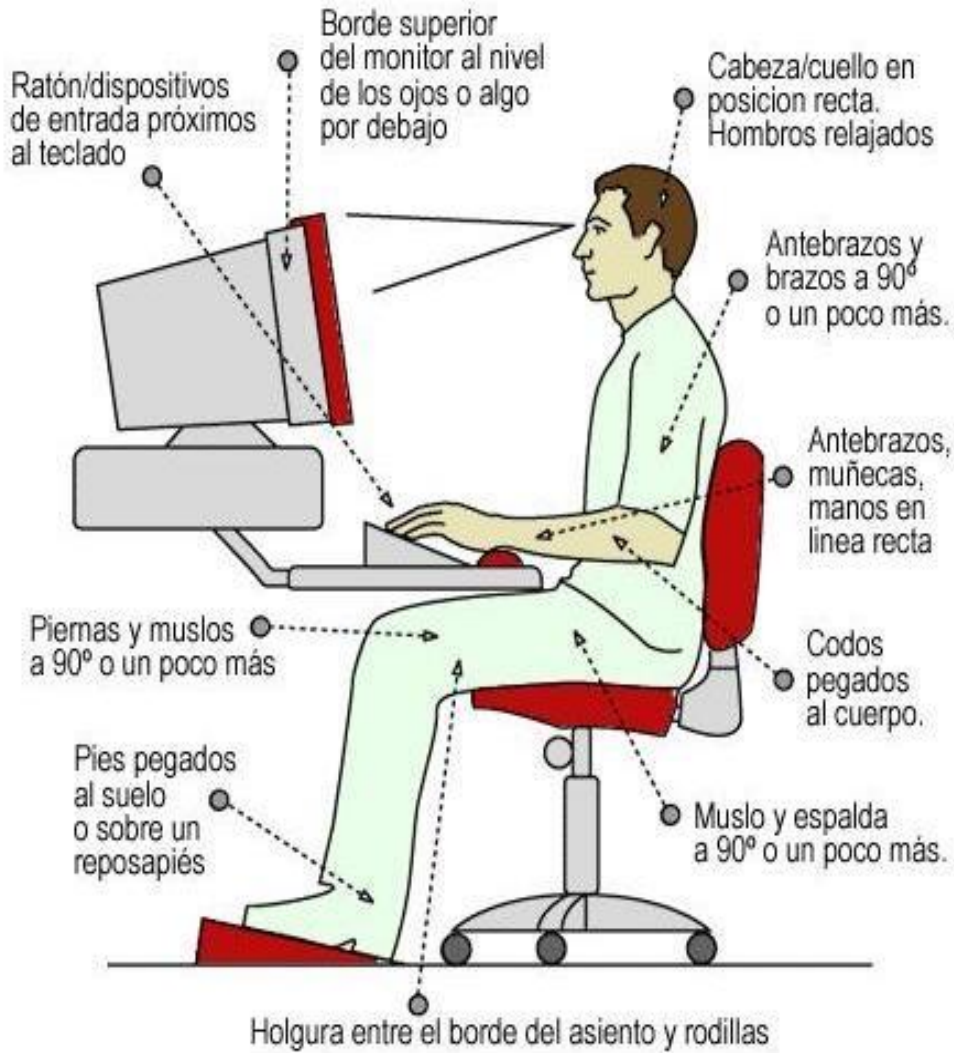 Ratón/dispositivos
de entrada próximos
al teclado
Borde superior
del monitor al nivel
de los ojos o algo
por debajo
Cabeza/cuello en
posicion recta.
Hombros relajados
Antebrazos y
brazos a 90º
o un poco más.
Antebrazos,
muñecas,
manos en
linea recta
Piernas y muslos
a 90º o un poco más
Codos
pegados
al cuerpo.
Pies pegados
al suelo
o sobre un
reposapiés
Muslo y espalda
a 90º o un poco más.
Holgura entre el borde del asiento y rodillas